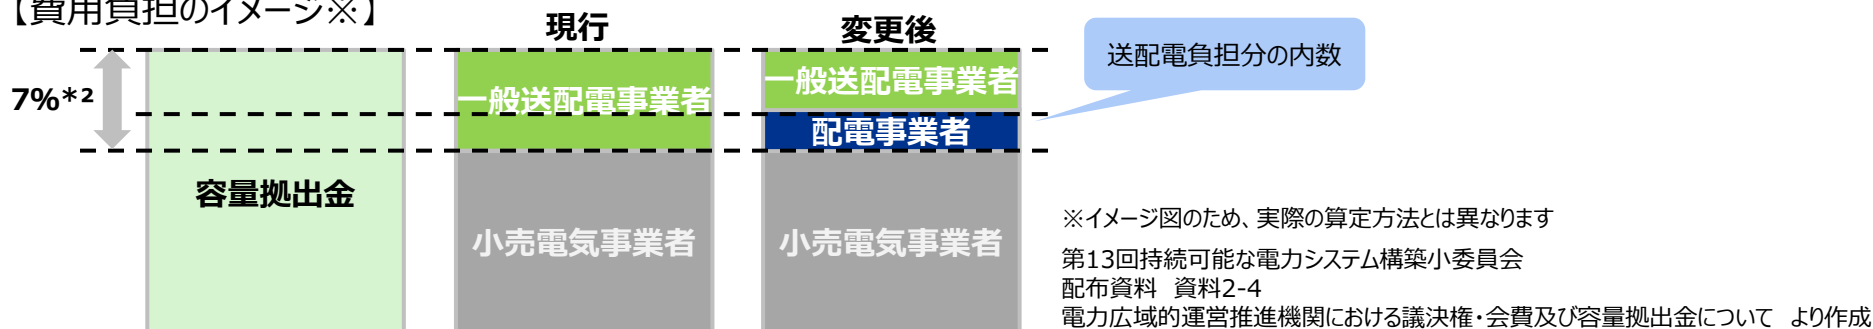 【費用負担のイメージ※】
現行
変更後
送配電負担分の内数
7%*²
一般送配電事業者
一般送配電事業者
配電事業者
容量拠出金
小売電気事業者
小売電気事業者
※イメージ図のため、実際の算定方法とは異なります
第13回持続可能な電力システム構築小委員会
配布資料 資料2-4
電力広域的運営推進機関における議決権・会費及び容量拠出金について より作成